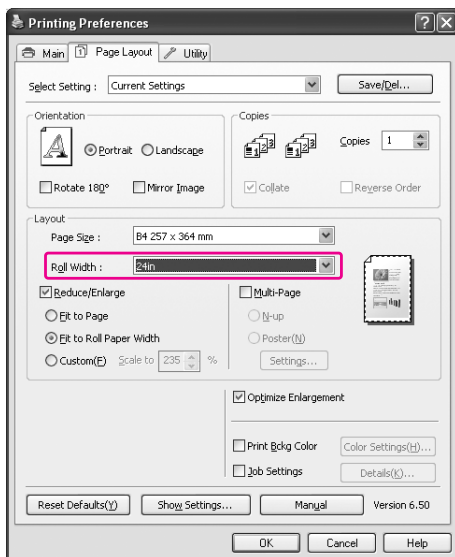 Printing Preferences
Main Page Layout Utility
Select Setting : Current Settings Save/Del...
Orientation Copies
Portrait Landscape Copies 1
Rotate 180° Mirror Image Collate Reverse Order
Layout
Page Size : B4 257 x 364 mm
Roll Width : 24in
Reduce/Enlarge Multi-Page
Fit to Page N-up
Fit to Roll Paper Width Poster(N)
Custom(F) Scale to 235 % Settings...
Optimize Enlargement
Print Bckg Color Color Settings(H)...
Job Settings Details(K)...
Reset Defaults(Y) Show Settings... Manual Version 6.50
OK Cancel Help